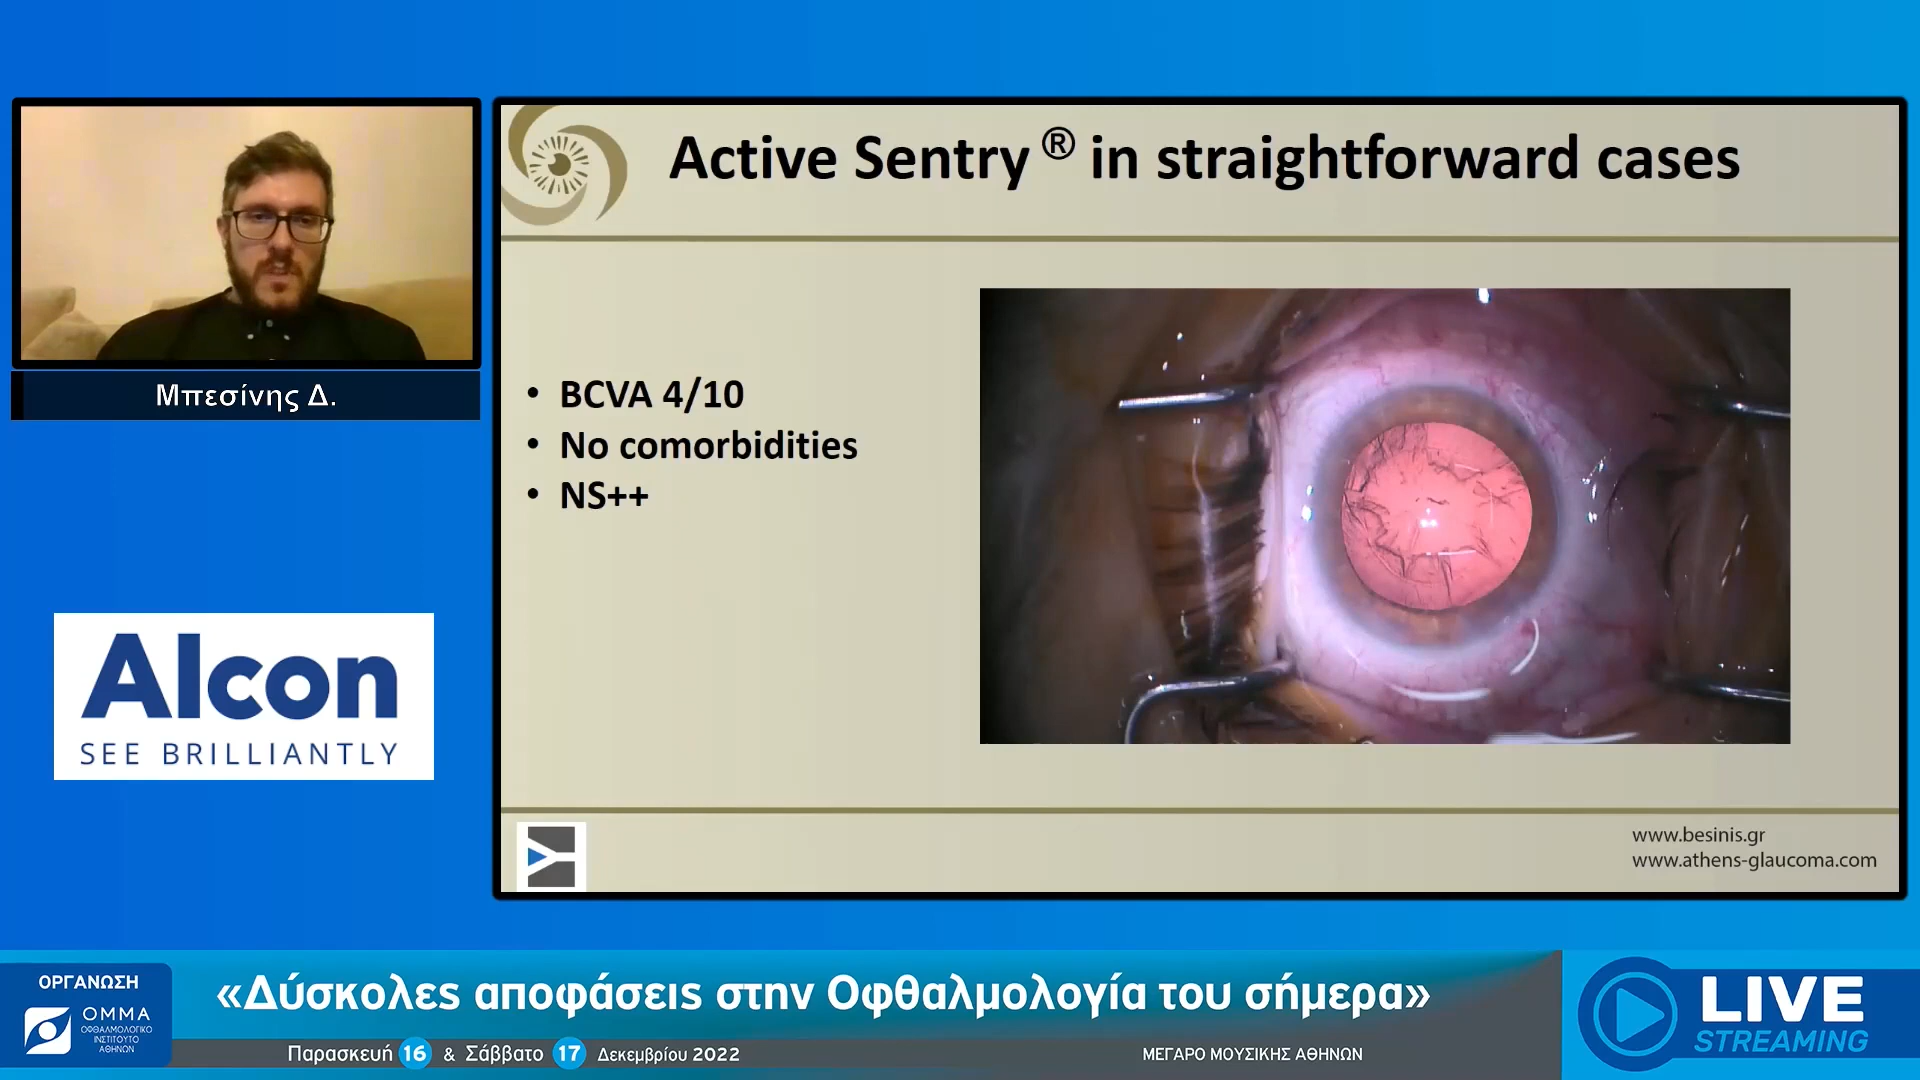 Active Sentry ® in straightforward cases
• BCVA 4/10
• No comorbidities
• NS++
Μπεσίνης Δ.
Alcon
SEE BRILLIANTLY
www.besinis.gr
www.athens-glaucoma.com
ΟΡΓΑΝΩΣΗ
ΟΜΜΑ
ΟΦΘΑΛΜΟΛΟΓΙΚΟ
ΙΝΣΤΙΤΟΥΤΟ
ΑΘΗΝΩΝ
«Δύσκολες αποφάσεις στην Οφθαλμολογία του σήμερα»
Παρασκευή 16 & Σάββατο 17 Δεκεμβρίου 2022
ΜΕΓΑΡΟ ΜΟΥΣΙΚΗΣ ΑΘΗΝΩΝ
LIVE
STREAMING